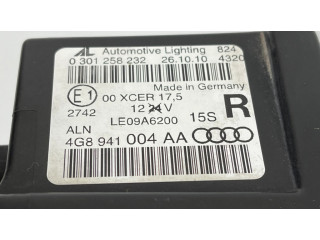 AL Automotive Lighting 824
0 301 258 232 26.10.10 4320
Made in Germany
E1 00 XCER 17,5
2742 12 24 V R
LE09A6200 15S
ALN
4G8 941 004 AA